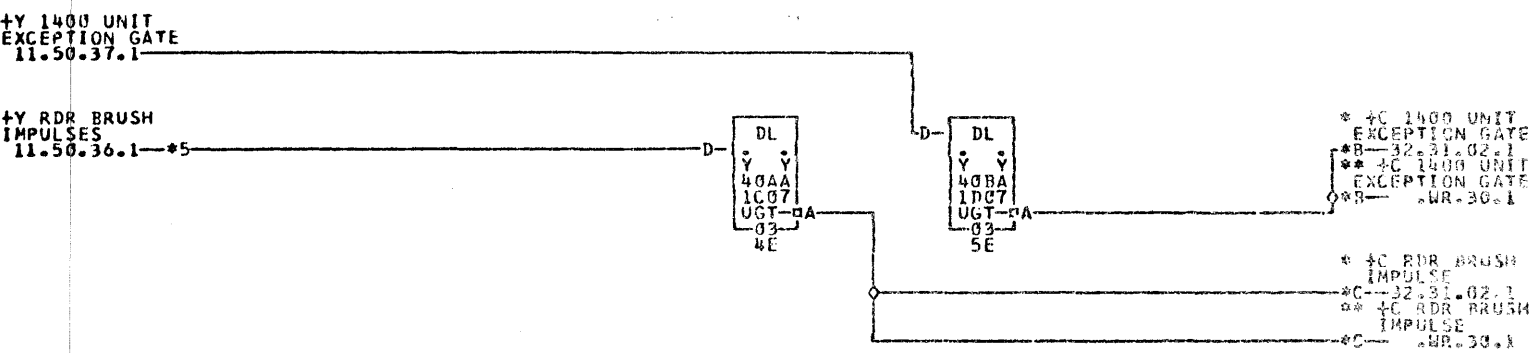 +Y 1400 UNIT
EXCEPTION GATE
11.50.37.1
+Y RDR BRUSH
IMPULSES
11.50.36.1—*5
D
DL
Y Y
40AA
1C07
UGT A
03
4E
D
DL
Y Y
40BA
1D07
UGT A
03
5E
* +C 1400 UNIT
EXCEPTION GATE
*B—32.31.02.1
** +C 1400 UNIT
EXCEPTION GATE
*B— .WR.30.1
* +C RDR BRUSH
IMPULSE
*C—32.31.02.1
** +C RDR BRUSH
IMPULSE
*C— .WR.30.1